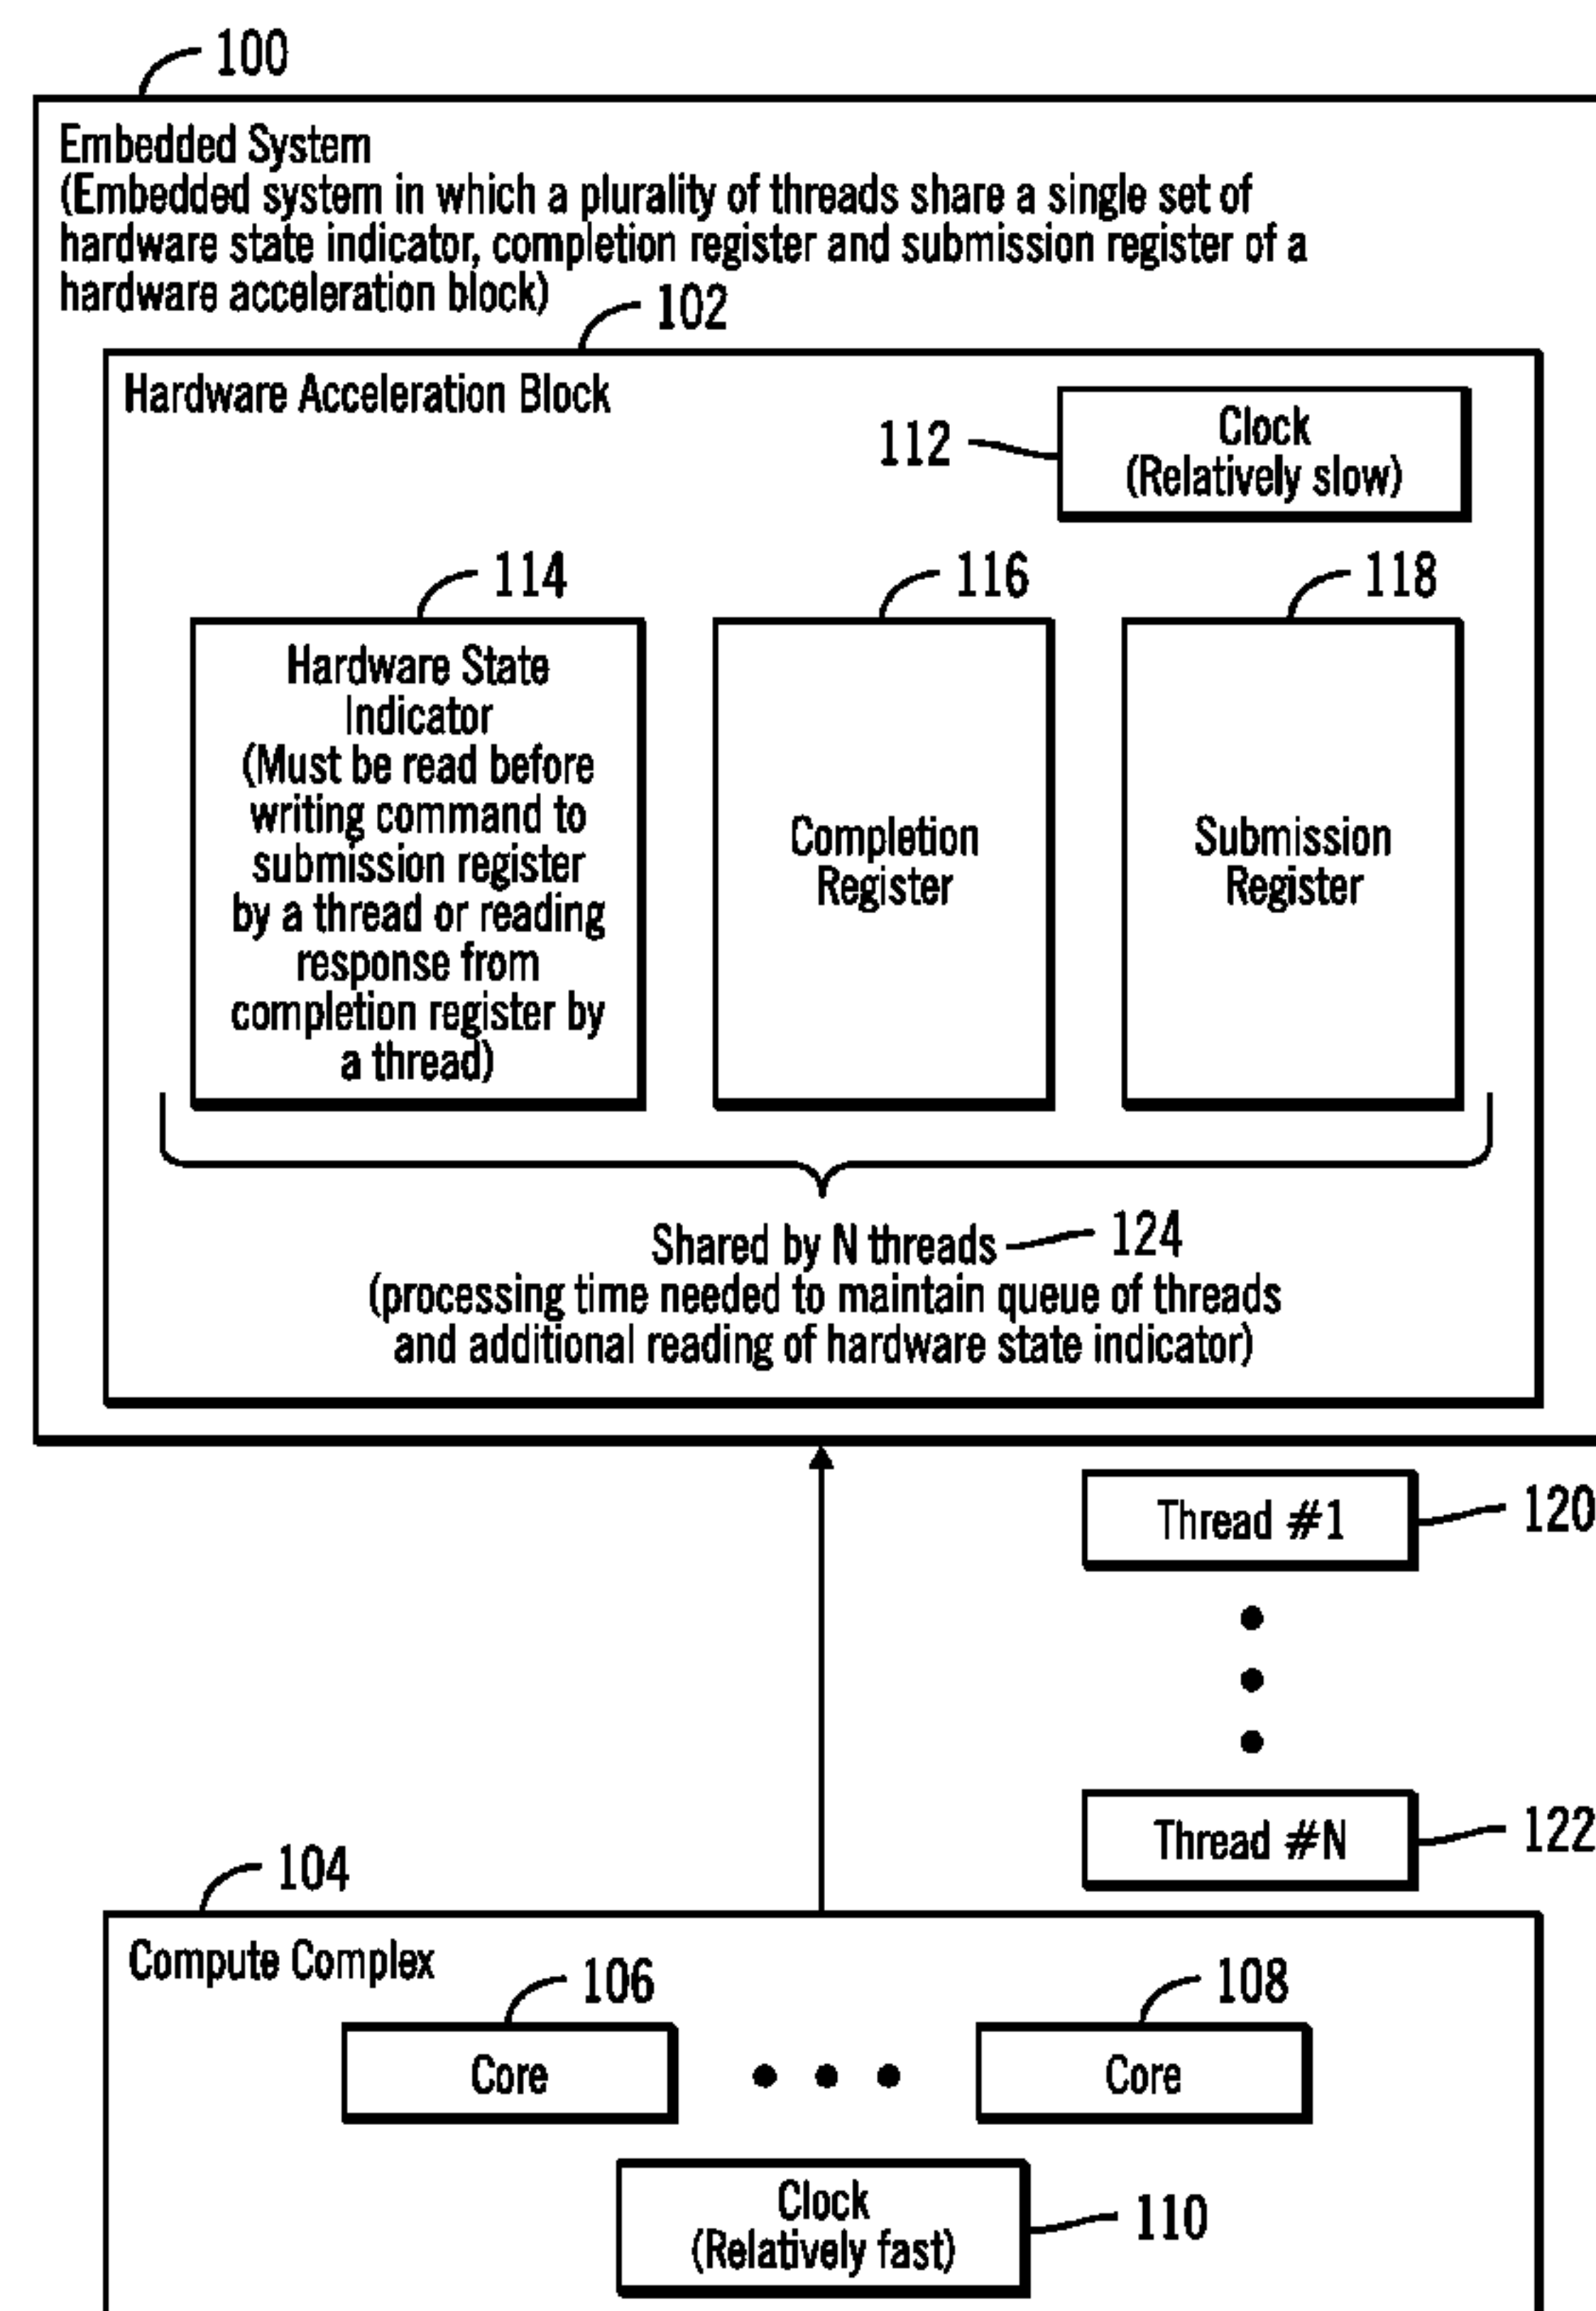 100
Embedded System
(Embedded system in which a plurality of threads share a single set of
hardware state indicator, completion register and submission register of a
hardware acceleration block)
102
Hardware Acceleration Block
112
Clock
(Relatively slow)
114
116
118
Hardware State
Indicator
(Must be read before
writing command to
submission register
by a thread or reading
response from
completion register by
a thread)
Completion
Register
Submission
Register
Shared by N threads
124
(processing time needed to maintain queue of threads
and additional reading of hardware state indicator)
Thread #1
120
Thread #N
122
104
Compute Complex
106
108
Core
Core
Clock
(Relatively fast)
110